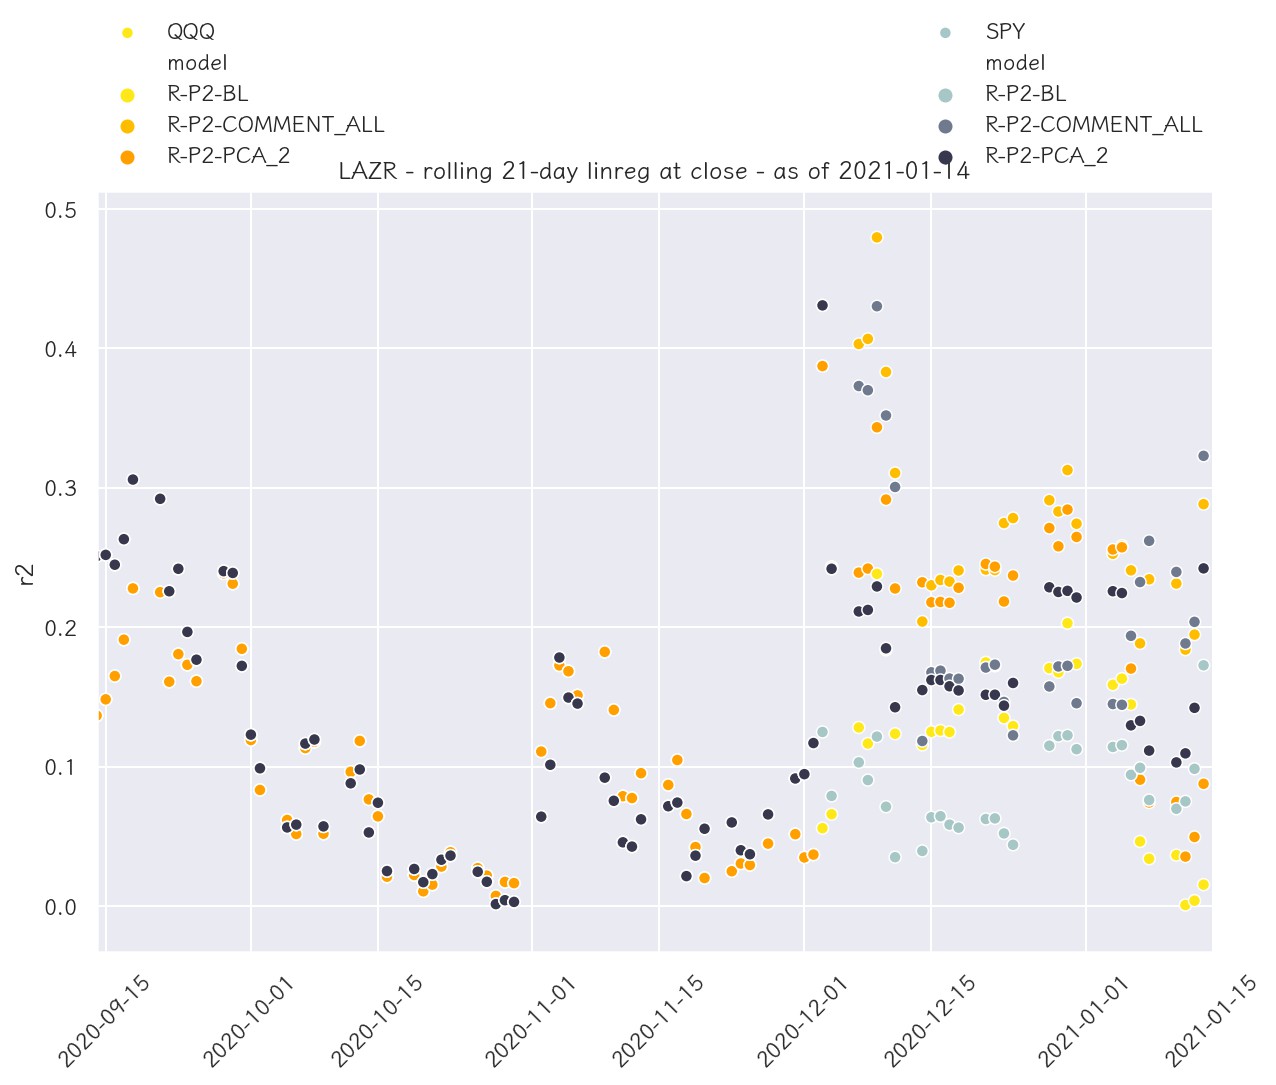 QQQ
model
R-P2-BL
R-P2-COMMENT_ALL
R-P2-PCA_2
SPY
model
R-P2-BL
R-P2-COMMENT_ALL
R-P2-PCA_2
LAZR - rolling 21-day linreg at close - as of 2021-01-14
r2
0.5
0.4
0.3
0.2
0.1
0.0
2020-09-15
2020-10-01
2020-10-15
2020-11-01
2020-11-15
2020-12-01
2020-12-15
2021-01-01
2021-01-15